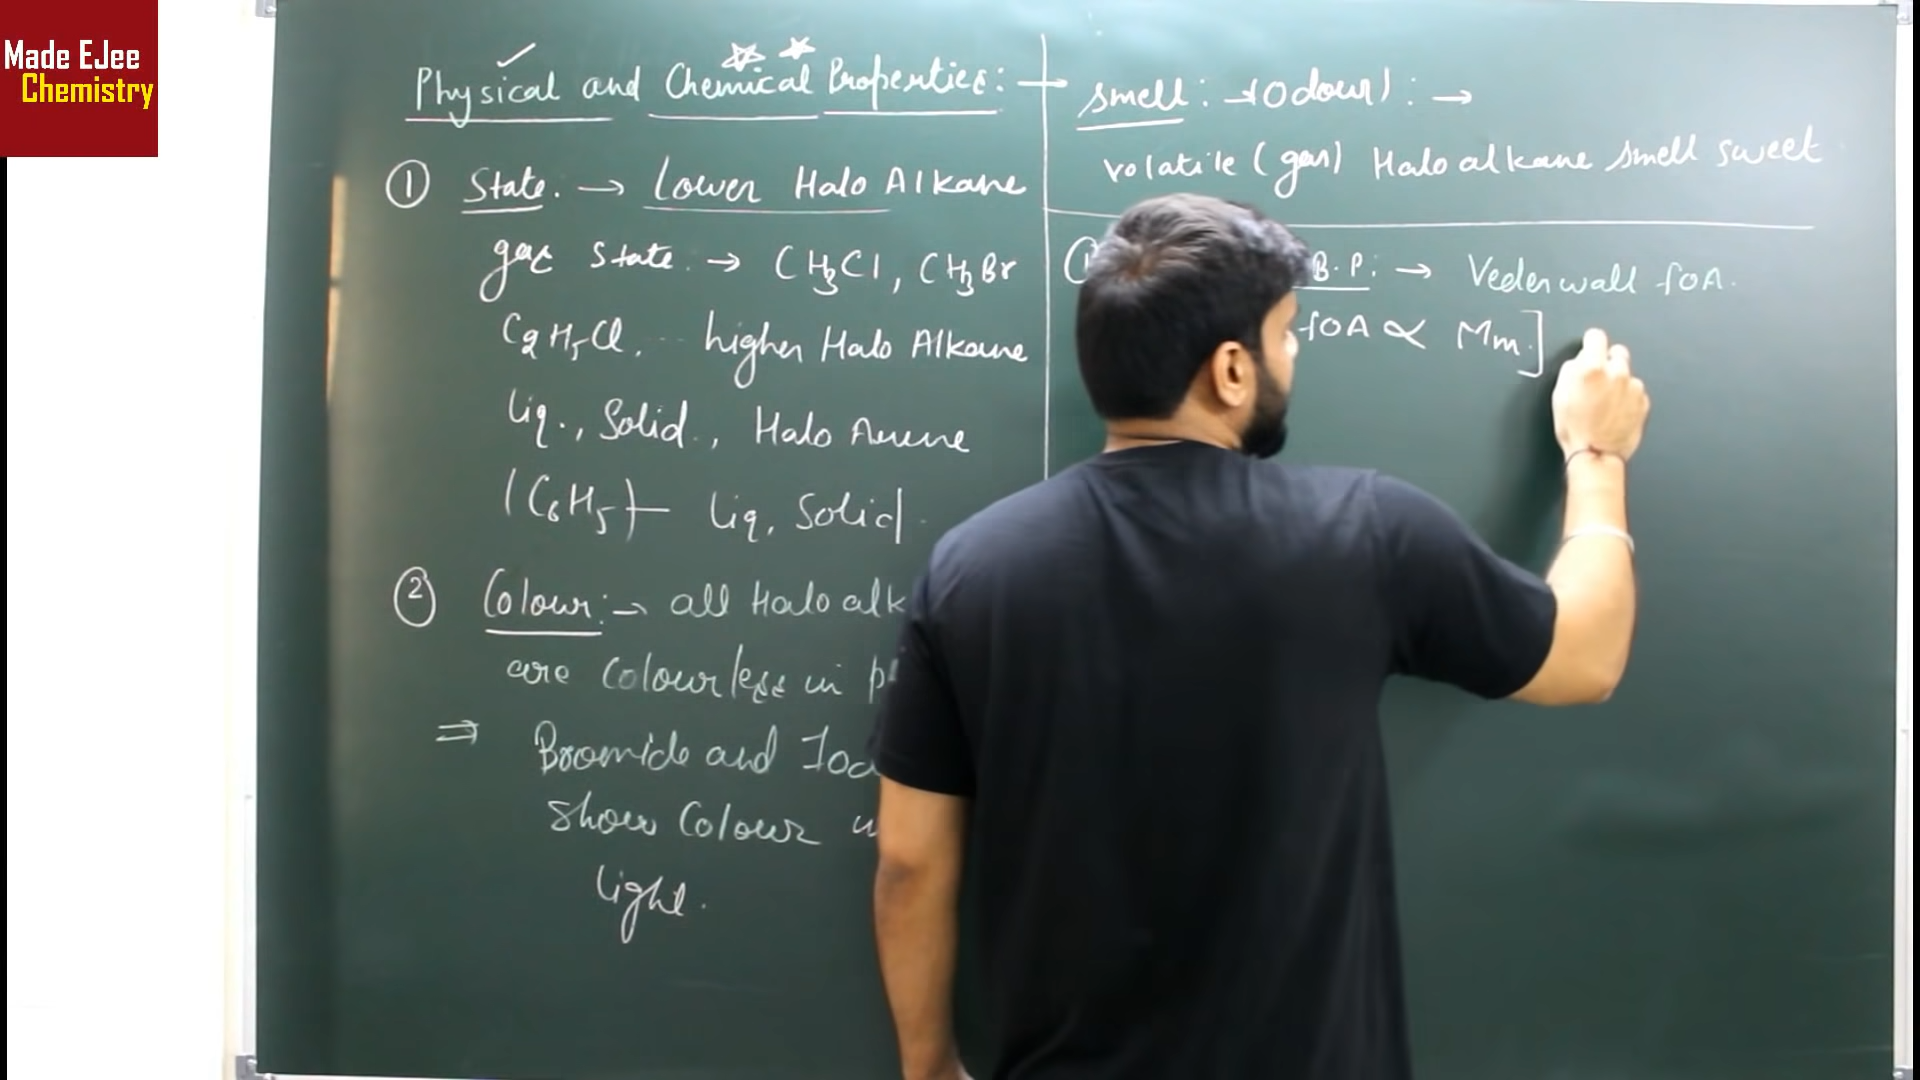 Made EJee
Chemistry
Physical and Chemical Properties: →
① State. → Lower Halo Alkane
gas state. → CH3Cl, CH3Br
C2H5Cl. ... higher Halo Alkane
liq., Solid., Halo Arene
(C6H5)— liq, Solid.
② Colour: → all Halo alk
are colourless in p
⇒ Bromide and Iod
show Colour
light.
smell: → (Odour): →
volatile (gas) Halo alkane smell sweet
B.P: → Vederwall fOA.
fOA ∝ Mm.]